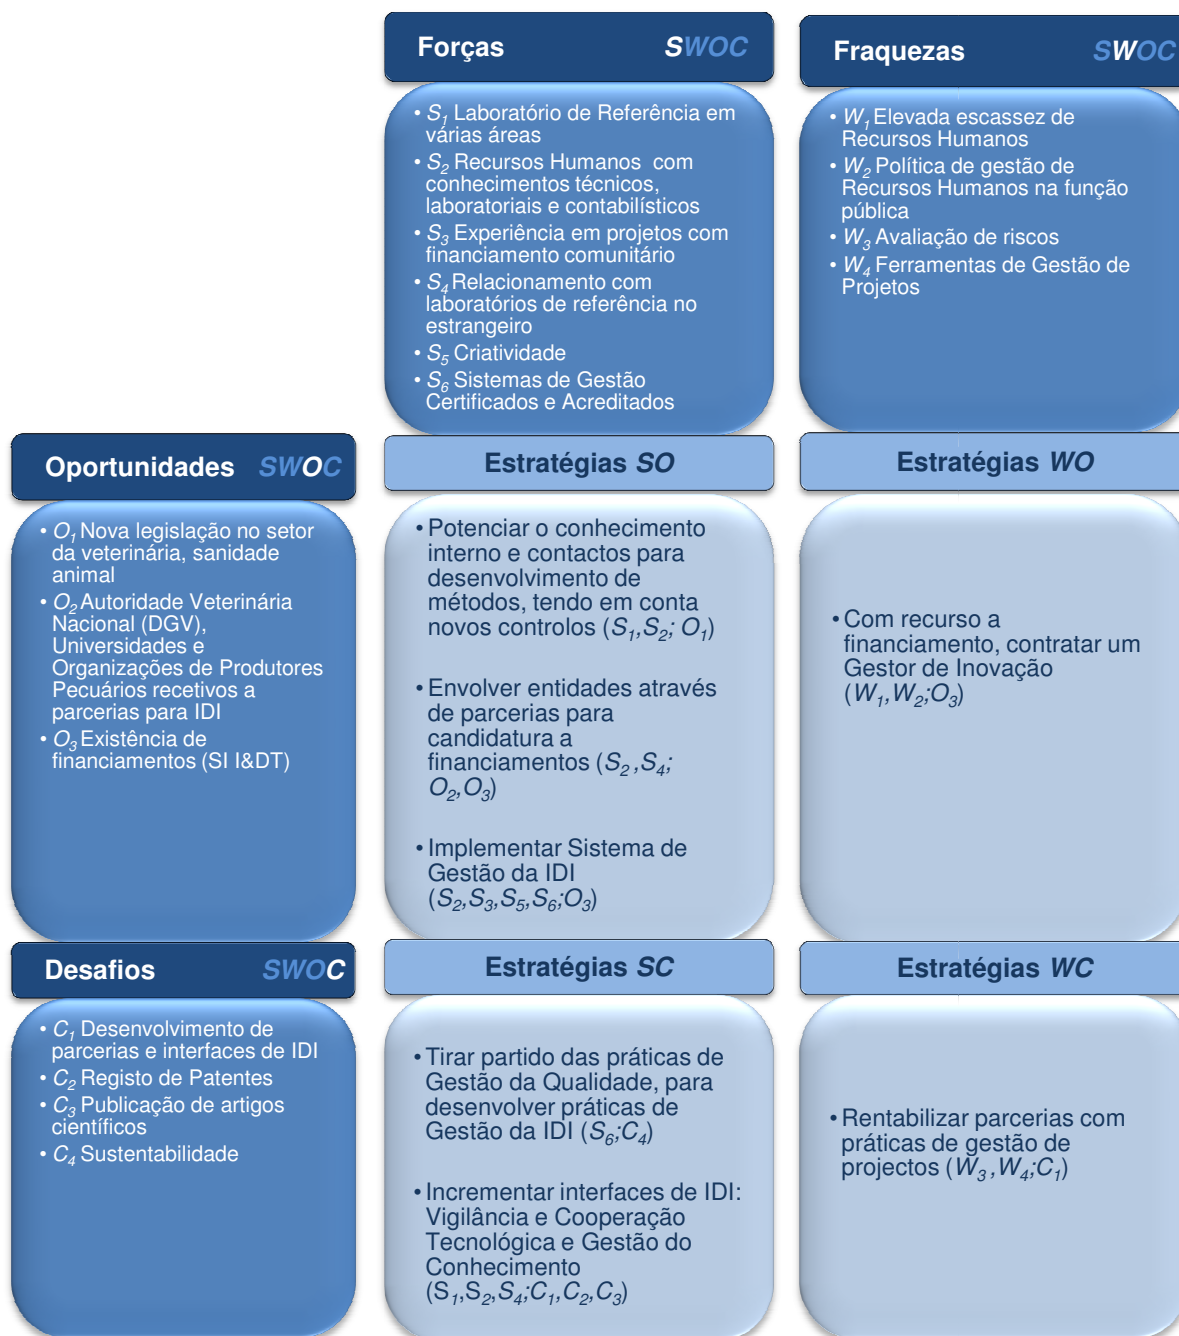 Forças SWOC
• S1 Laboratório de Referência em
várias áreas
• S2 Recursos Humanos com
conhecimentos técnicos,
laboratoriais e contabilísticos
• S3 Experiência em projetos com
financiamento comunitário
• S4 Relacionamento com
laboratórios de referência no
estrangeiro
• S5 Criatividade
• S6 Sistemas de Gestão
Certificados e Acreditados
Fraquezas SWOC
• W1 Elevada escassez de
Recursos Humanos
• W2 Política de gestão de
Recursos Humanos na função
pública
• W3 Avaliação de riscos
• W4 Ferramentas de Gestão de
Projetos
Oportunidades SWOC
• O1 Nova legislação no setor
da veterinária, sanidade
animal
• O2 Autoridade Veterinária
Nacional (DGV),
Universidades e
Organizações de Produtores
Pecuários recetivos a
parcerias para IDI
• O3 Existência de
financiamentos (SI I&DT)
Estratégias SO
• Potenciar o conhecimento
interno e contactos para
desenvolvimento de
métodos, tendo em conta
novos controlos (S1,S2; O1)
• Envolver entidades através
de parcerias para
candidatura a
financiamentos (S2 ,S4;
O2,O3)
• Implementar Sistema de
Gestão da IDI
(S2,S3,S5,S6;O3)
Estratégias WO
• Com recurso a
financiamento, contratar um
Gestor de Inovação
(W1,W2;O3)
Desafios SWOC
• C1 Desenvolvimento de
parcerias e interfaces de IDI
• C2 Registo de Patentes
• C3 Publicação de artigos
científicos
• C4 Sustentabilidade
Estratégias SC
• Tirar partido das práticas de
Gestão da Qualidade, para
desenvolver práticas de
Gestão da IDI (S6;C4)
• Incrementar interfaces de IDI:
Vigilância e Cooperação
Tecnológica e Gestão do
Conhecimento
(S1,S2,S4;C1,C2,C3)
Estratégias WC
• Rentabilizar parcerias com
práticas de gestão de
projectos (W3 ,W4;C1)